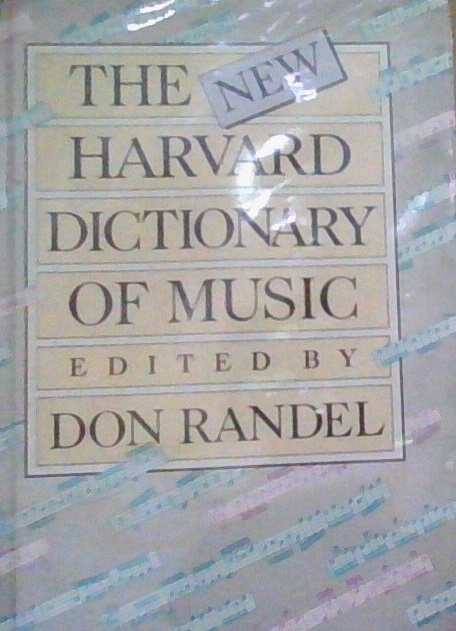 THE NEW
HARVARD
DICTIONARY
OF MUSIC
EDITED BY
DON RANDEL